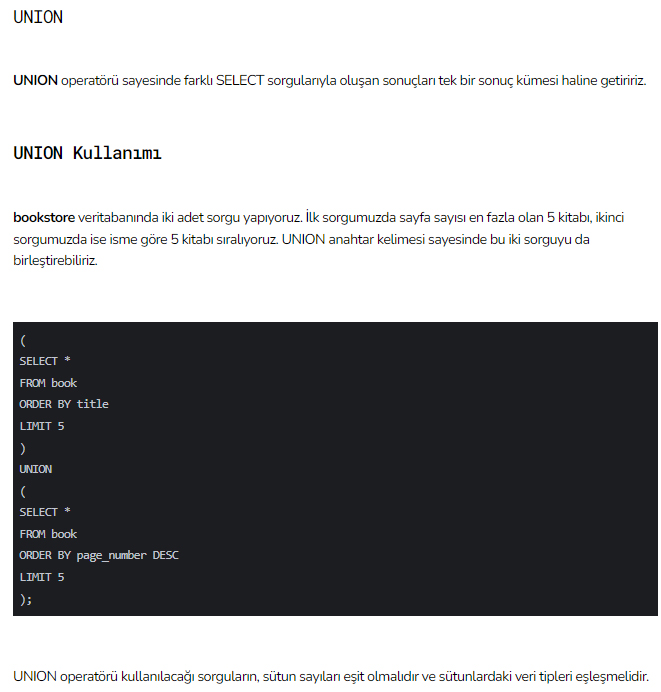 UNION
UNION operatörü sayesinde farklı SELECT sorgularıyla oluşan sonuçları tek bir sonuç kümesi haline getiririz.
UNION Kullanımı
bookstore veritabanında iki adet sorgu yapıyoruz. İlk sorgumuzda sayfa sayısı en fazla olan 5 kitabı, ikinci
sorgumuzda ise isme göre 5 kitabı sıralıyoruz. UNION anahtar kelimesi sayesinde bu iki sorguyu da
birleştirebiliriz.
(
SELECT *
FROM book
ORDER BY title
LIMIT 5
)
UNION
(
SELECT *
FROM book
ORDER BY page_number DESC
LIMIT 5
);
UNION operatörü kullanılacağı sorguların, sütun sayıları eşit olmalıdır ve sütunlardaki veri tipleri eşleşmelidir.